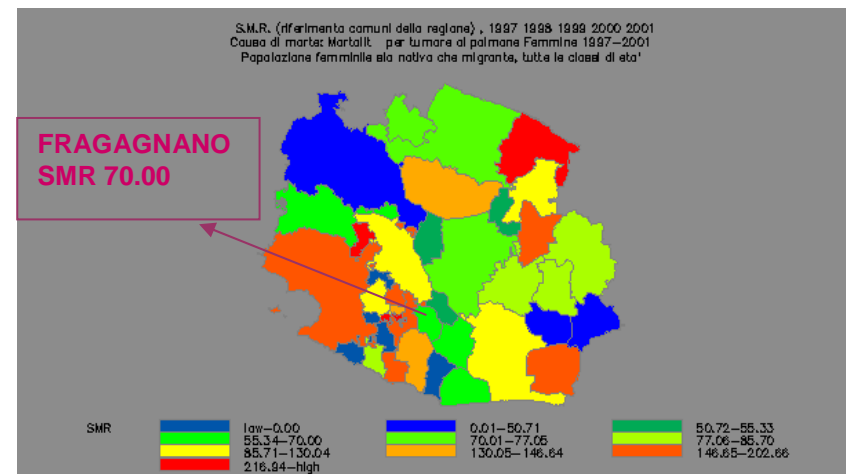 S.M.R. (riferimento comuni della regione) , 1997 1998 1999 2000 2001
Causa di morte: Mortalit per tumore al polmone Femmine 1997-2001
Popolazione femminile sia nativa che migrante, tutte le classi di eta'
FRAGAGNANO
SMR 70.00
SMR
low-0.00
0.01-50.71
50.72-55.33
55.34-70.00
70.01-77.05
77.06-85.70
85.71-130.04
130.05-146.64
146.65-202.66
216.94-high